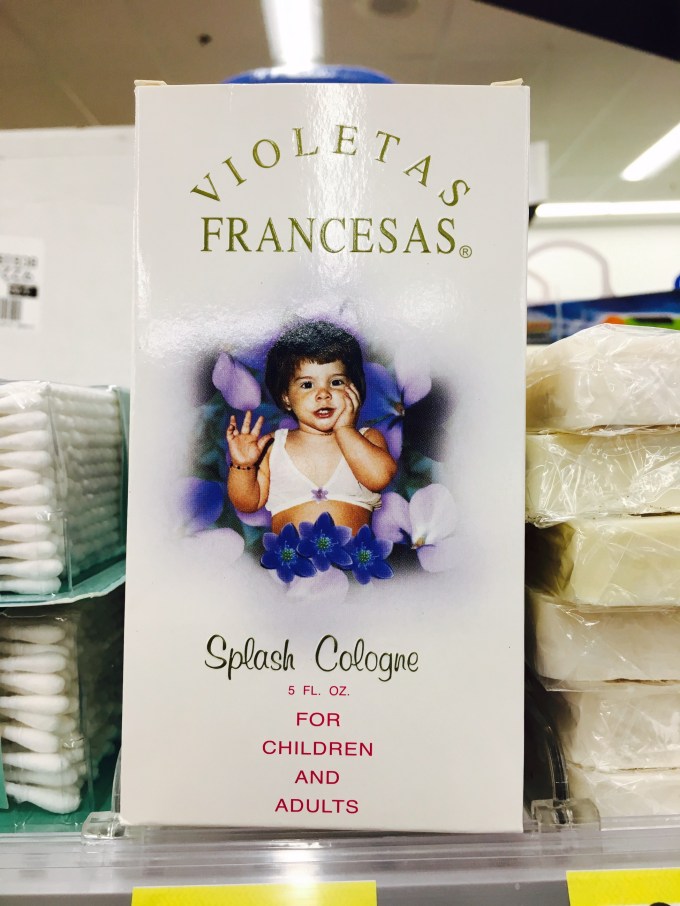 VIOLETAS
FRANCESAS®
Splash Cologne
5 FL. OZ.
FOR
CHILDREN
AND
ADULTS